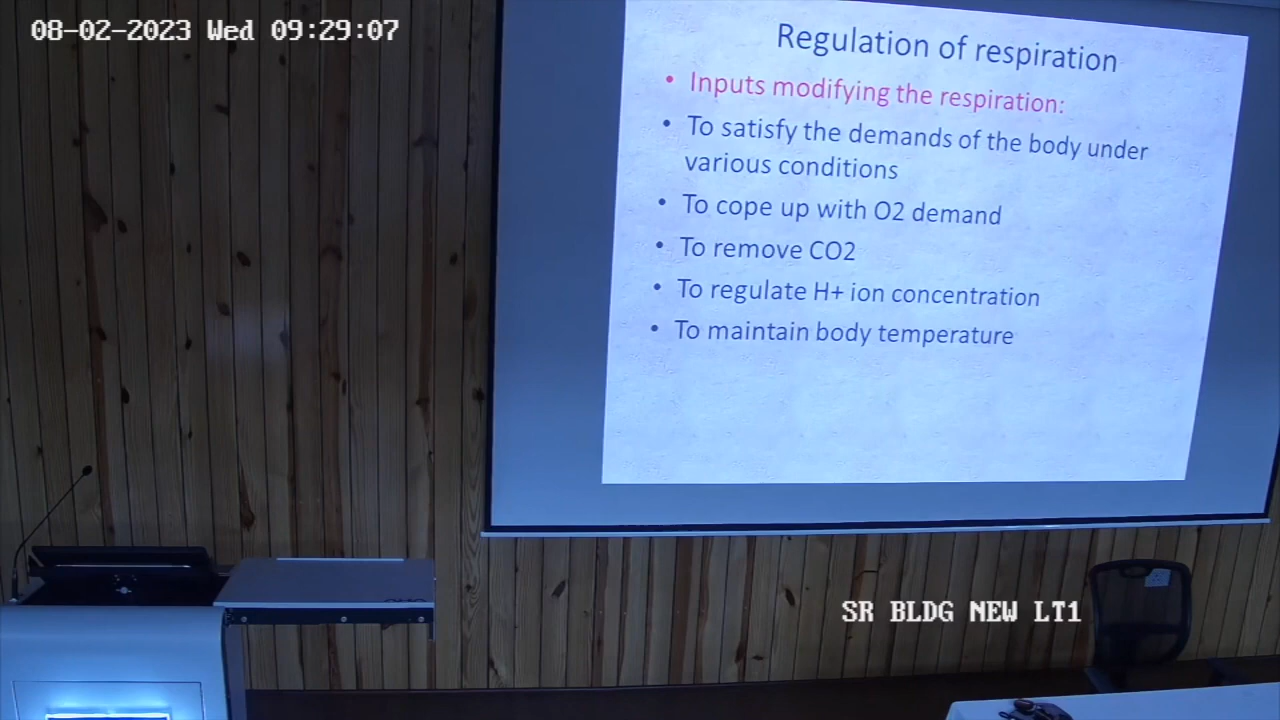 08-02-2023 Wed 09:29:07
Regulation of respiration
• Inputs modifying the respiration:
• To satisfy the demands of the body under
various conditions
• To cope up with O2 demand
• To remove CO2
• To regulate H+ ion concentration
• To maintain body temperature
SR BLDG NEW LT1